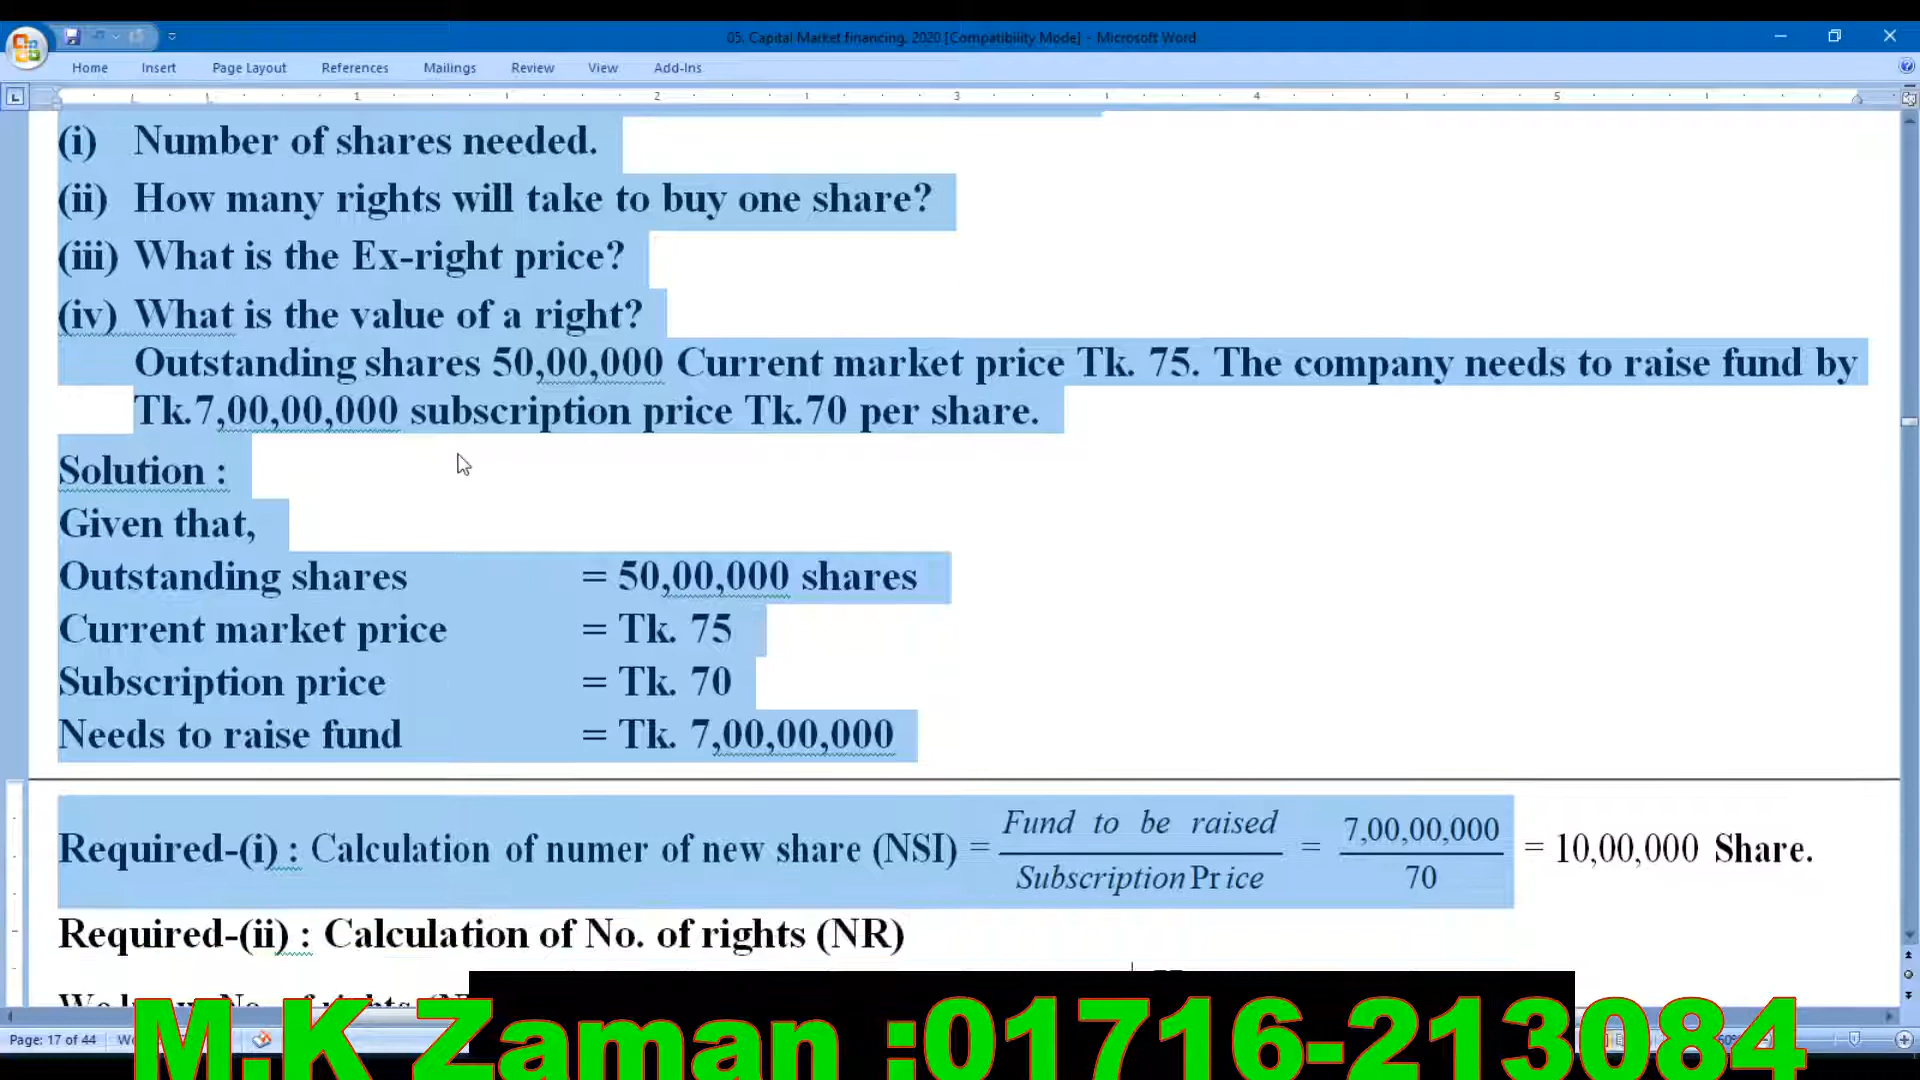 05. Capital Market financing, 2020 [Compatibility Mode] - Microsoft Word
Home Insert Page Layout References Mailings Review View Add-Ins
1 2 3 4 5
(i) Number of shares needed.
(ii) How many rights will take to buy one share?
(iii) What is the Ex-right price?
(iv) What is the value of a right?
Outstanding shares 50,00,000 Current market price Tk. 75. The company needs to raise fund by
Tk.7,00,00,000 subscription price Tk.70 per share.
Solution :
Given that,
Outstanding shares = 50,00,000 shares
Current market price = Tk. 75
Subscription price = Tk. 70
Needs to raise fund = Tk. 7,00,00,000
Required-(i) : Calculation of numer of new share (NSI) = Fund to be raised / Subscription Price = 7,00,00,000 / 70 = 10,00,000 Share.
Required-(ii) : Calculation of No. of rights (NR)
Page: 17 of 44
M.K Zaman :01716-213084